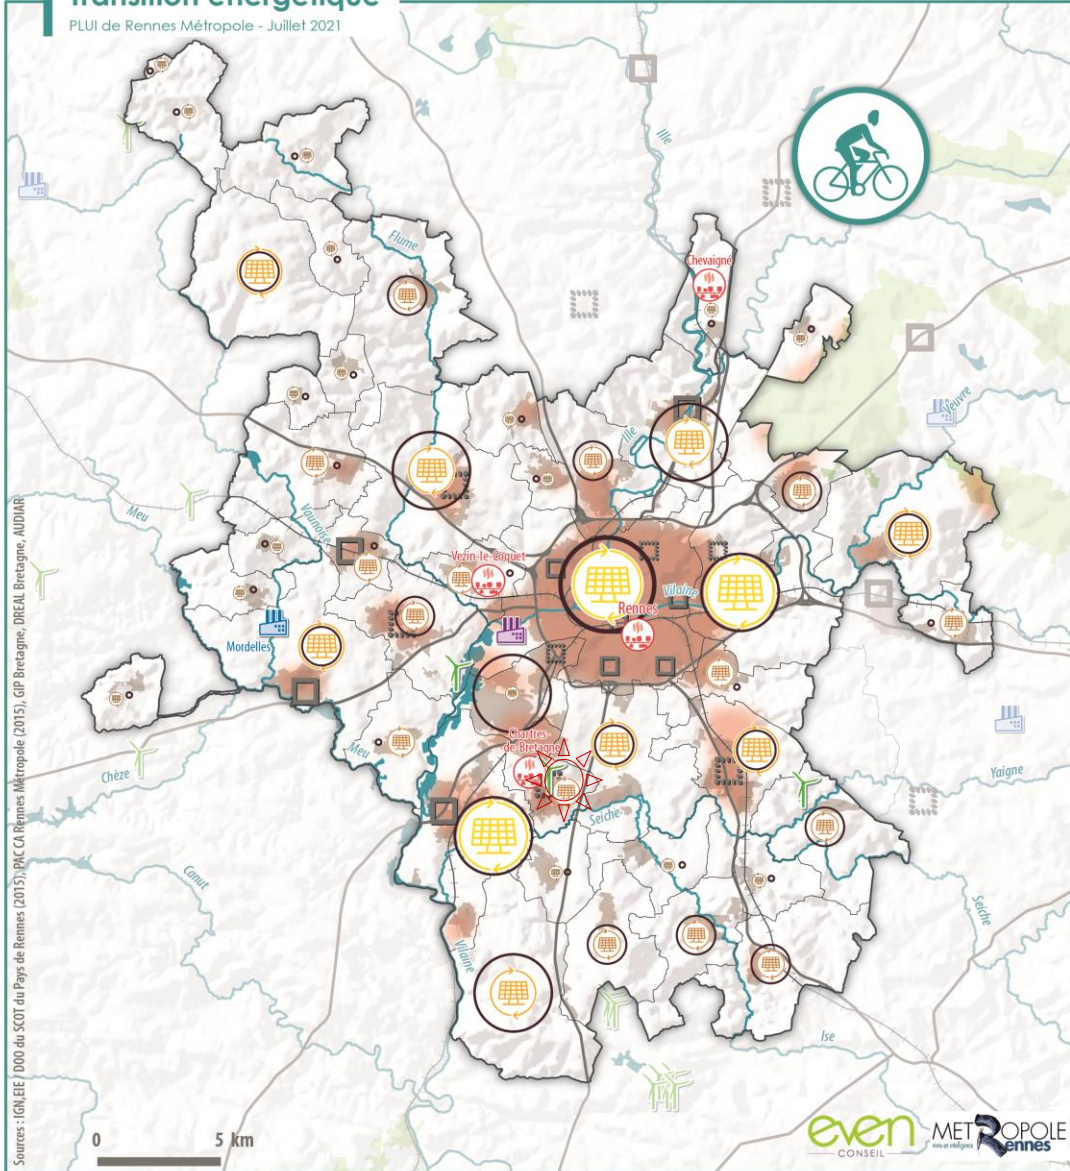 Transition énergétique
PLUI de Rennes Métropole - Juillet 2021
Ille
Flume
Chevaigné
Veuvre
Ille
Meu
Vaunoise
Vezin-le-Coquet
Vilaine
Rennes
Mordelles
Chartres-
de-Bretagne
Meu
Chèze
Yaigne
Seiche
Canut
Seiche
Vilaine
Ise
Sources : IGN,EIE / DOO du SCOT du Pays de Rennes (2015), PAC CA Rennes Métropole (2015), GIP Bretagne, DREAL Bretagne, AUDIAR
0 5 km
even
CONSEIL
METROPOLE
Rennes